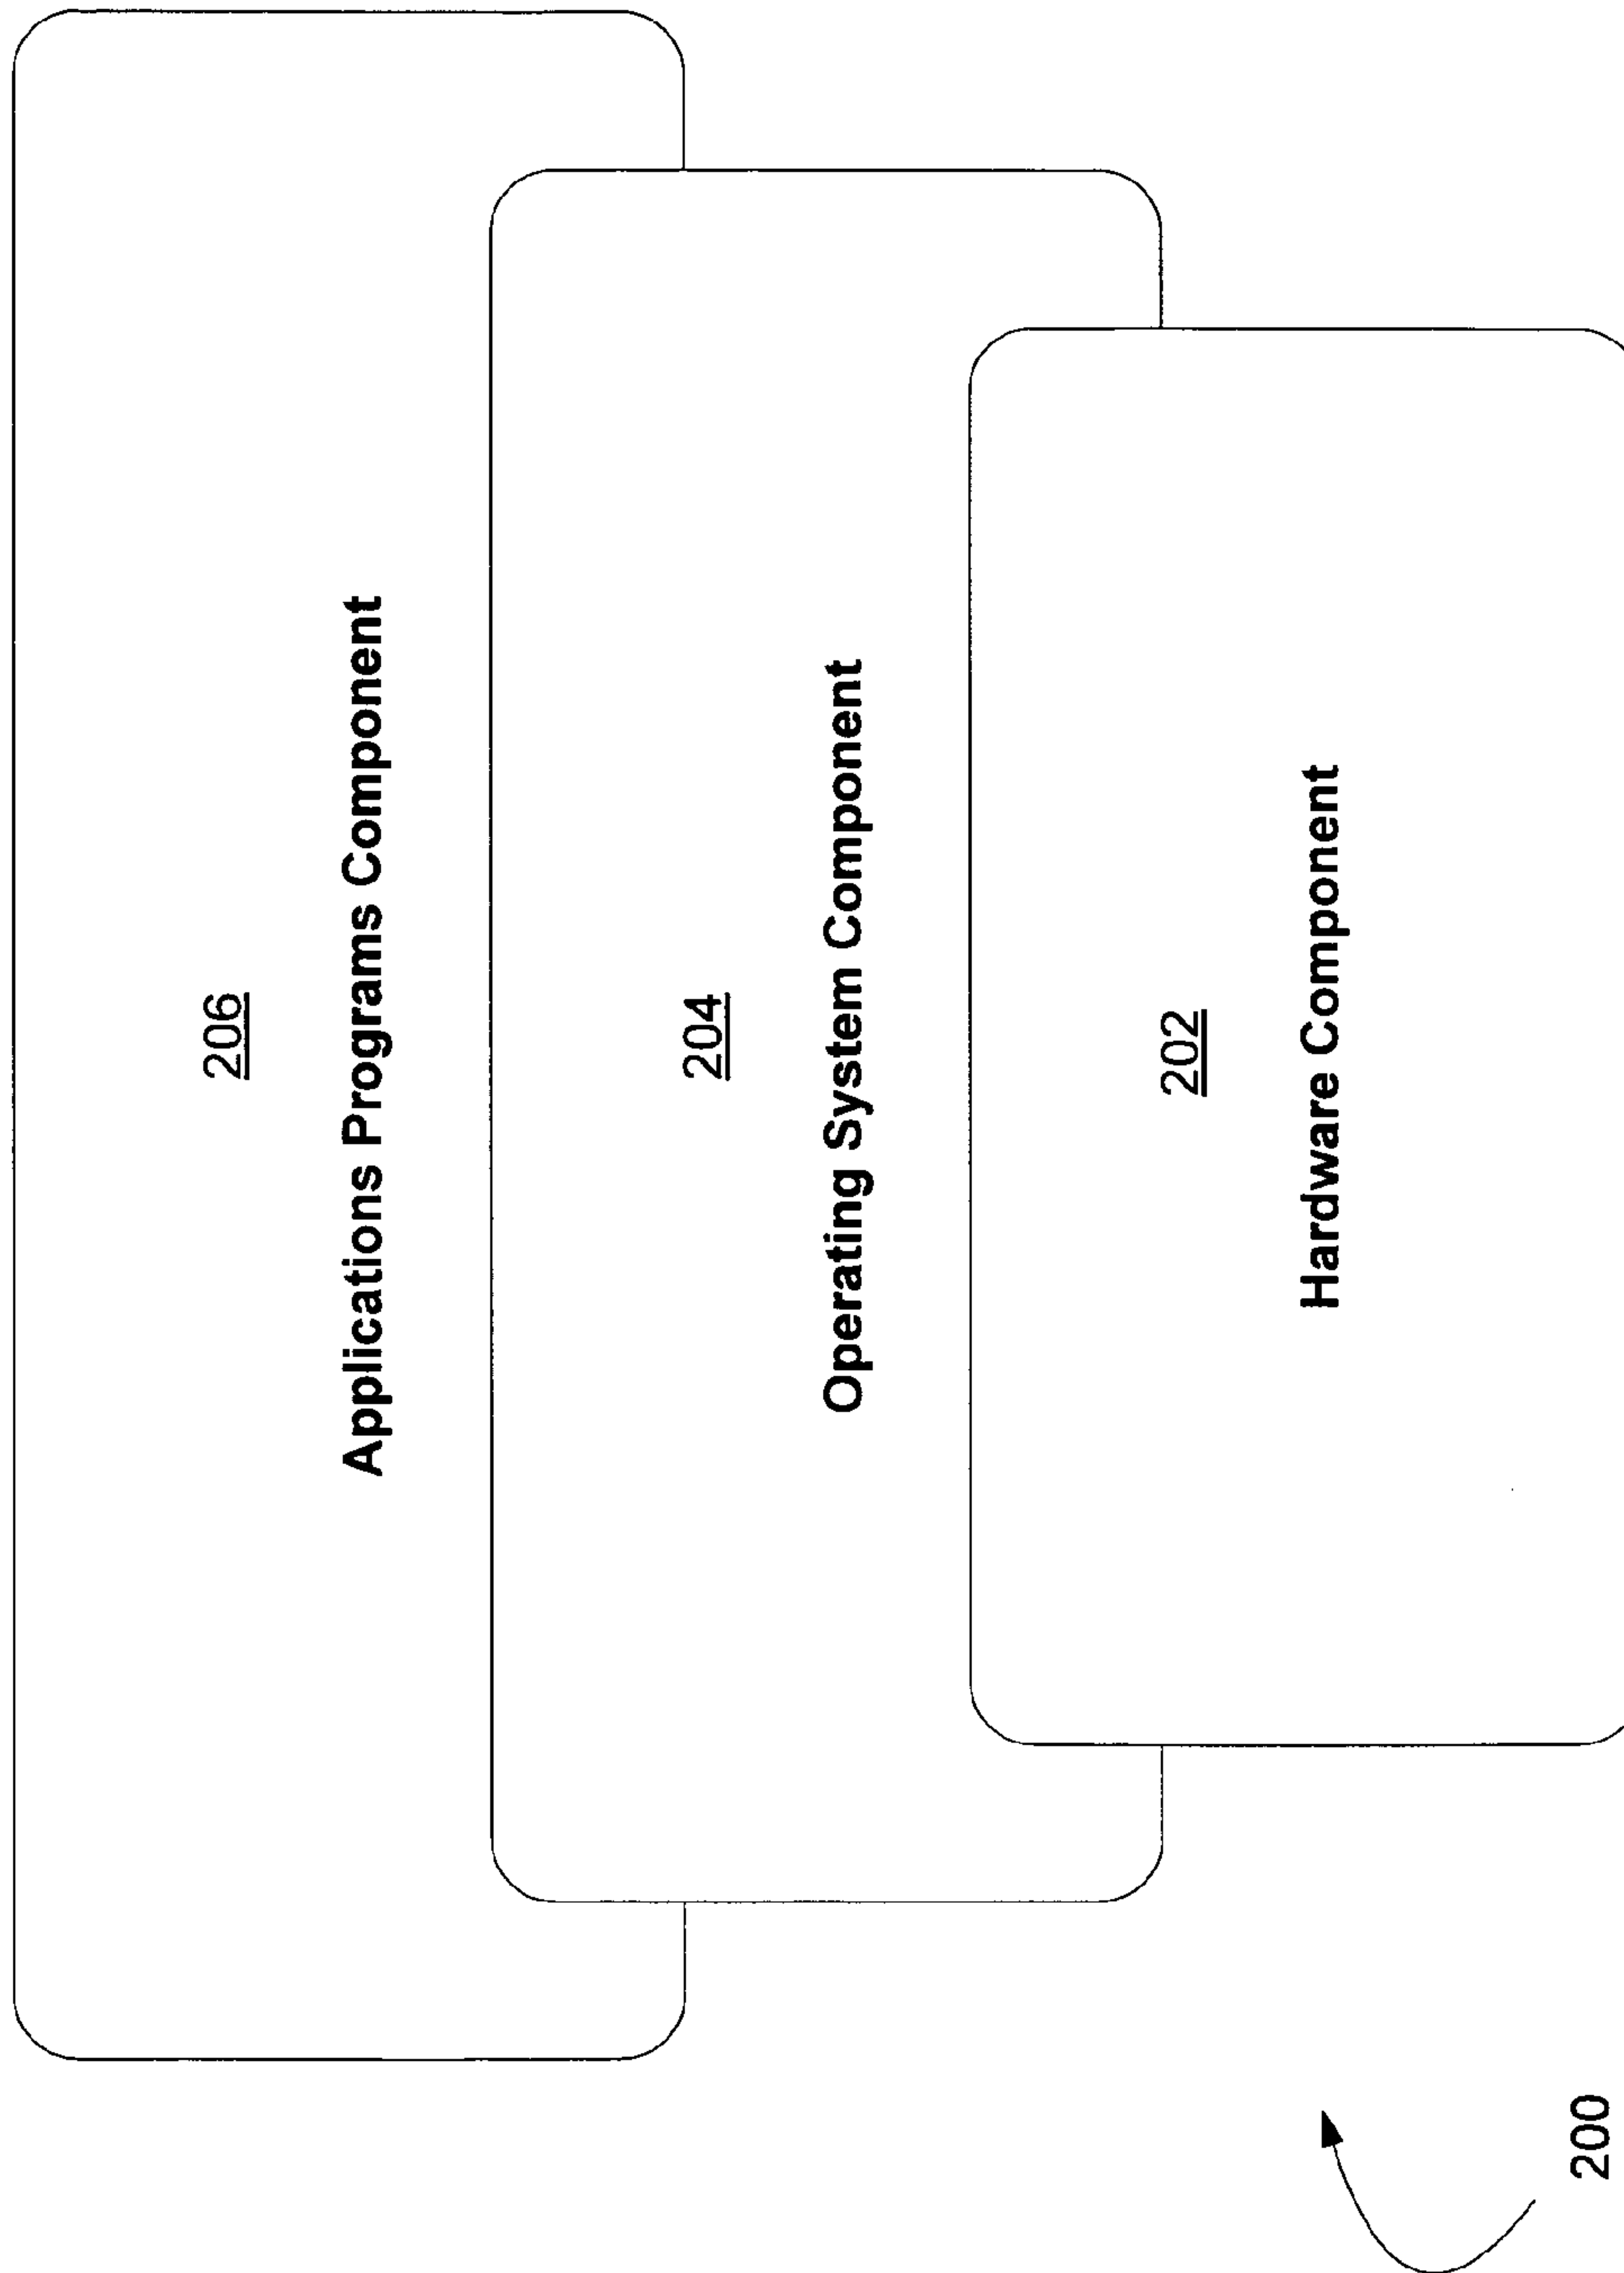 206
Applications Programs Component
204
Operating System Component
202
Hardware Component
200